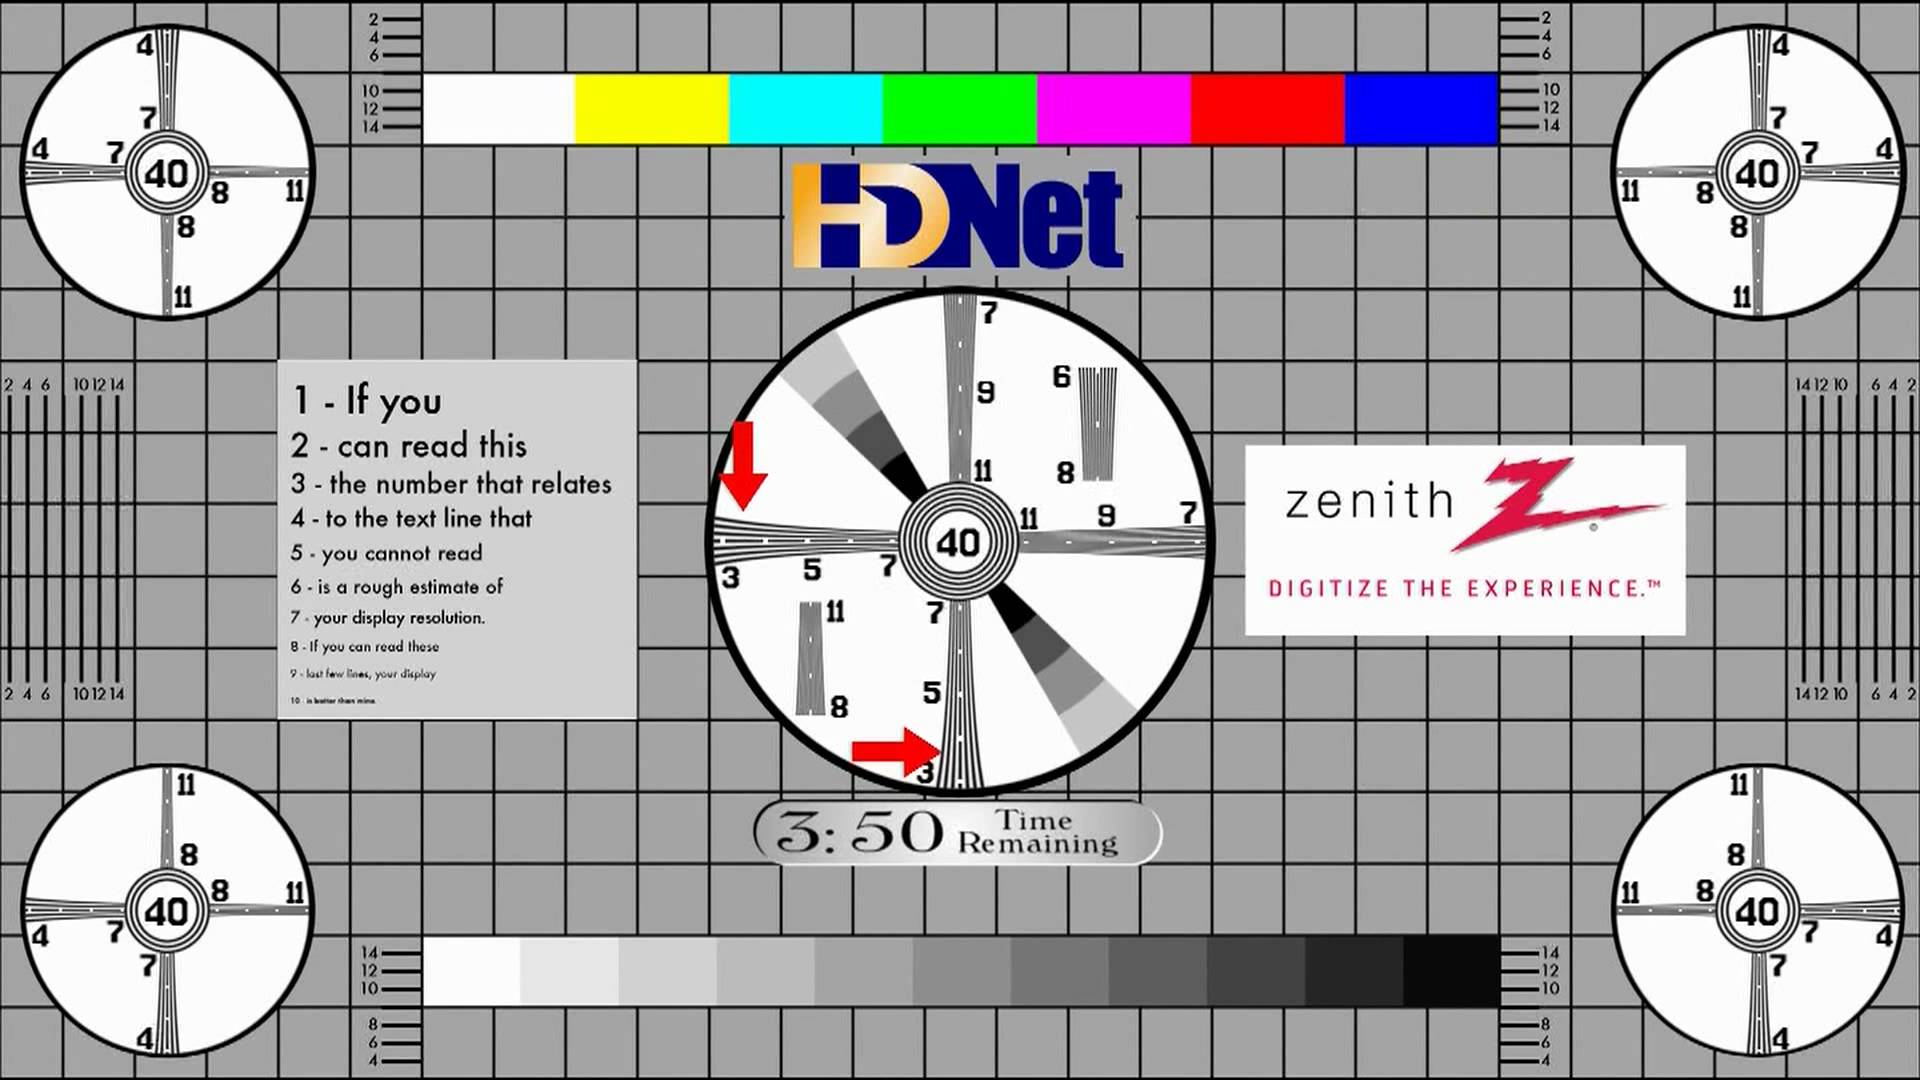 2
4
6
10
12
14
2
4
6
10
12
14
4
7
4 7 40 8 11
8
11
4
7
11 8 40 7 4
8
11
HDNet
2 4 6 10 12 14
1 - If you
2 - can read this
3 - the number that relates
4 - to the text line that
5 - you cannot read
6 - is a rough estimate of
7 - your display resolution.
8 - If you can read these
9 - last few lines, your display
10 - is better than mine.
2 4 6 10 12 14
7
6
9
8
11
11 9 7
40
3 5 7
11
7
8
5
3
zenith Z ®
DIGITIZE THE EXPERIENCE.™
14 12 10 6 4 2
14 12 10 6 4 2
3:50 Time
Remaining
11
8
4 7 40 8 11
7
4
11
8
11 8 40 7 4
7
4
14
12
10
8
6
4
14
12
10
8
6
4